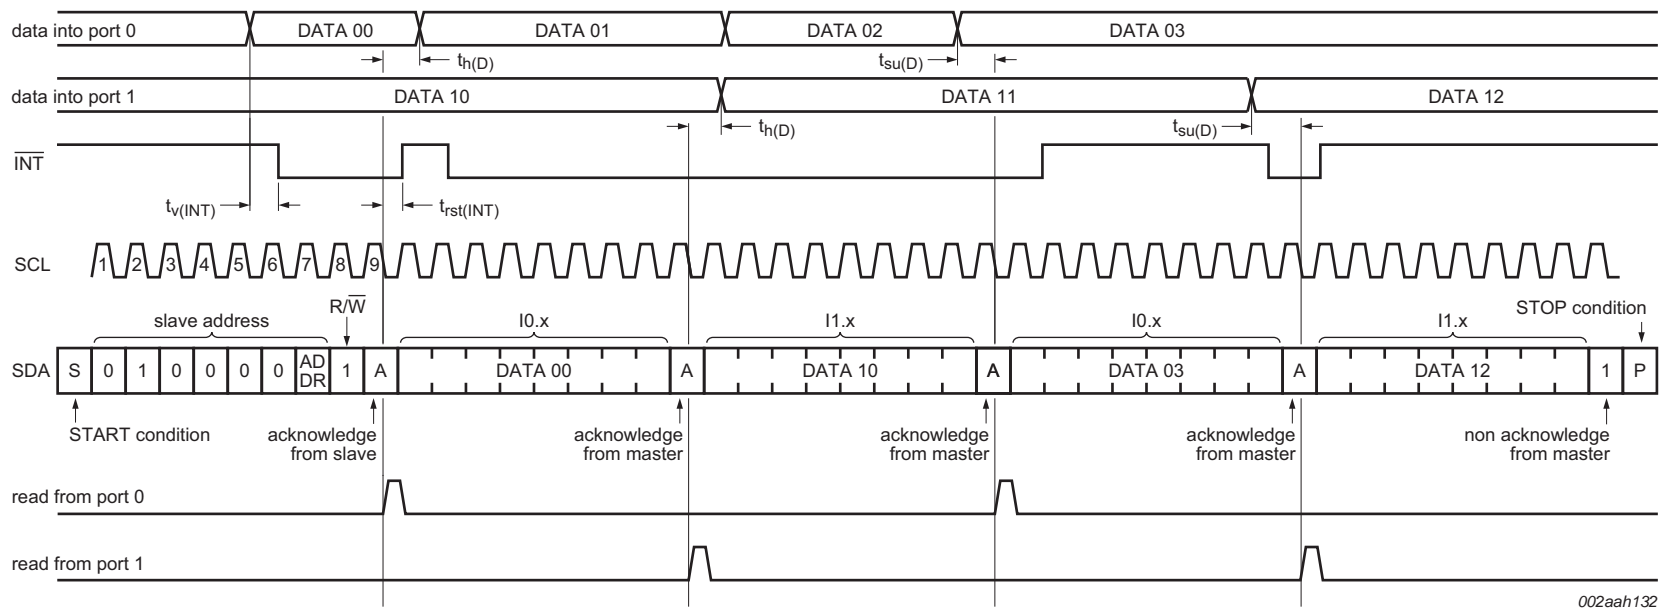 data into port 0
DATA 00
DATA 01
DATA 02
DATA 03
th(D)
tsu(D)
data into port 1
DATA 10
DATA 11
DATA 12
th(D)
tsu(D)
INT
tv(INT)
trst(INT)
SCL
1 2 3 4 5 6 7 8 9
R/W
STOP condition
slave address
I0.x
I1.x
I0.x
I1.x
SDA
S 0 1 0 0 0 0 AD DR 1 A DATA 00 A DATA 10 A DATA 03 A DATA 12 1 P
START condition
acknowledge
from slave
acknowledge
from master
acknowledge
from master
acknowledge
from master
non acknowledge
from master
read from port 0
read from port 1
002aah132